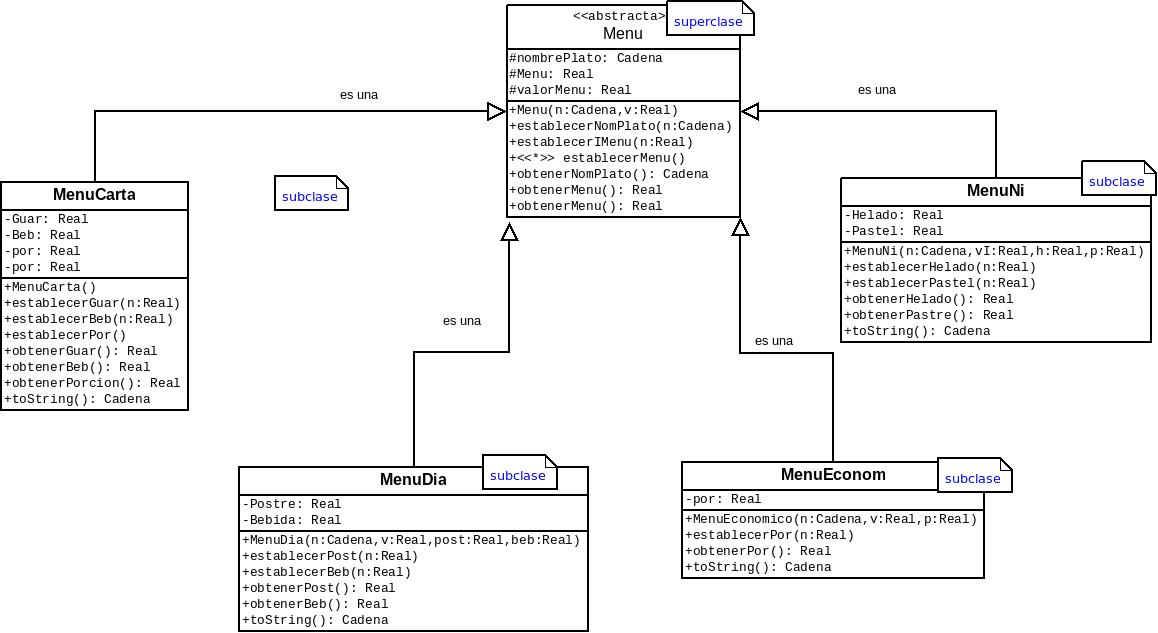 <<abstracta>
superclase
Menu
#nombrePlato: Cadena
#Menu: Real
#valorMenu: Real
+Menu(n:Cadena,v:Real)
+establecerNomPlato(n:Cadena)
+establecerIMenu(n:Real)
+<<*>> establecerMenu()
+obtenerNomPlato(): Cadena
+obtenerMenu(): Real
+obtenerMenu(): Real
es una
es una
MenuCarta
-Guar: Real
-Beb: Real
-por: Real
-por: Real
+MenuCarta()
+establecerGuar(n:Real)
+establecerBeb(n:Real)
+establecerPor()
+obtenerGuar(): Real
+obtenerBeb(): Real
+obtenerPorcion(): Real
+toString(): Cadena
subclase
subclase
MenuNi
-Helado: Real
-Pastel: Real
+MenuNi(n:Cadena,vI:Real,h:Real,p:Real)
+establecerHelado(n:Real)
+establecerPastel(n:Real)
+obtenerHelado(): Real
+obtenerPastre(): Real
+toString(): Cadena
es una
es una
subclase
MenuDia
-Postre: Real
-Bebida: Real
+MenuDia(n:Cadena,v:Real,post:Real,beb:Real)
+establecerPost(n:Real)
+establecerBeb(n:Real)
+obtenerPost(): Real
+obtenerBeb(): Real
+toString(): Cadena
MenuEconom
subclase
-por: Real
+MenuEconomico(n:Cadena,v:Real,p:Real)
+establecerPor(n:Real)
+obtenerPor(): Real
+toString(): Cadena